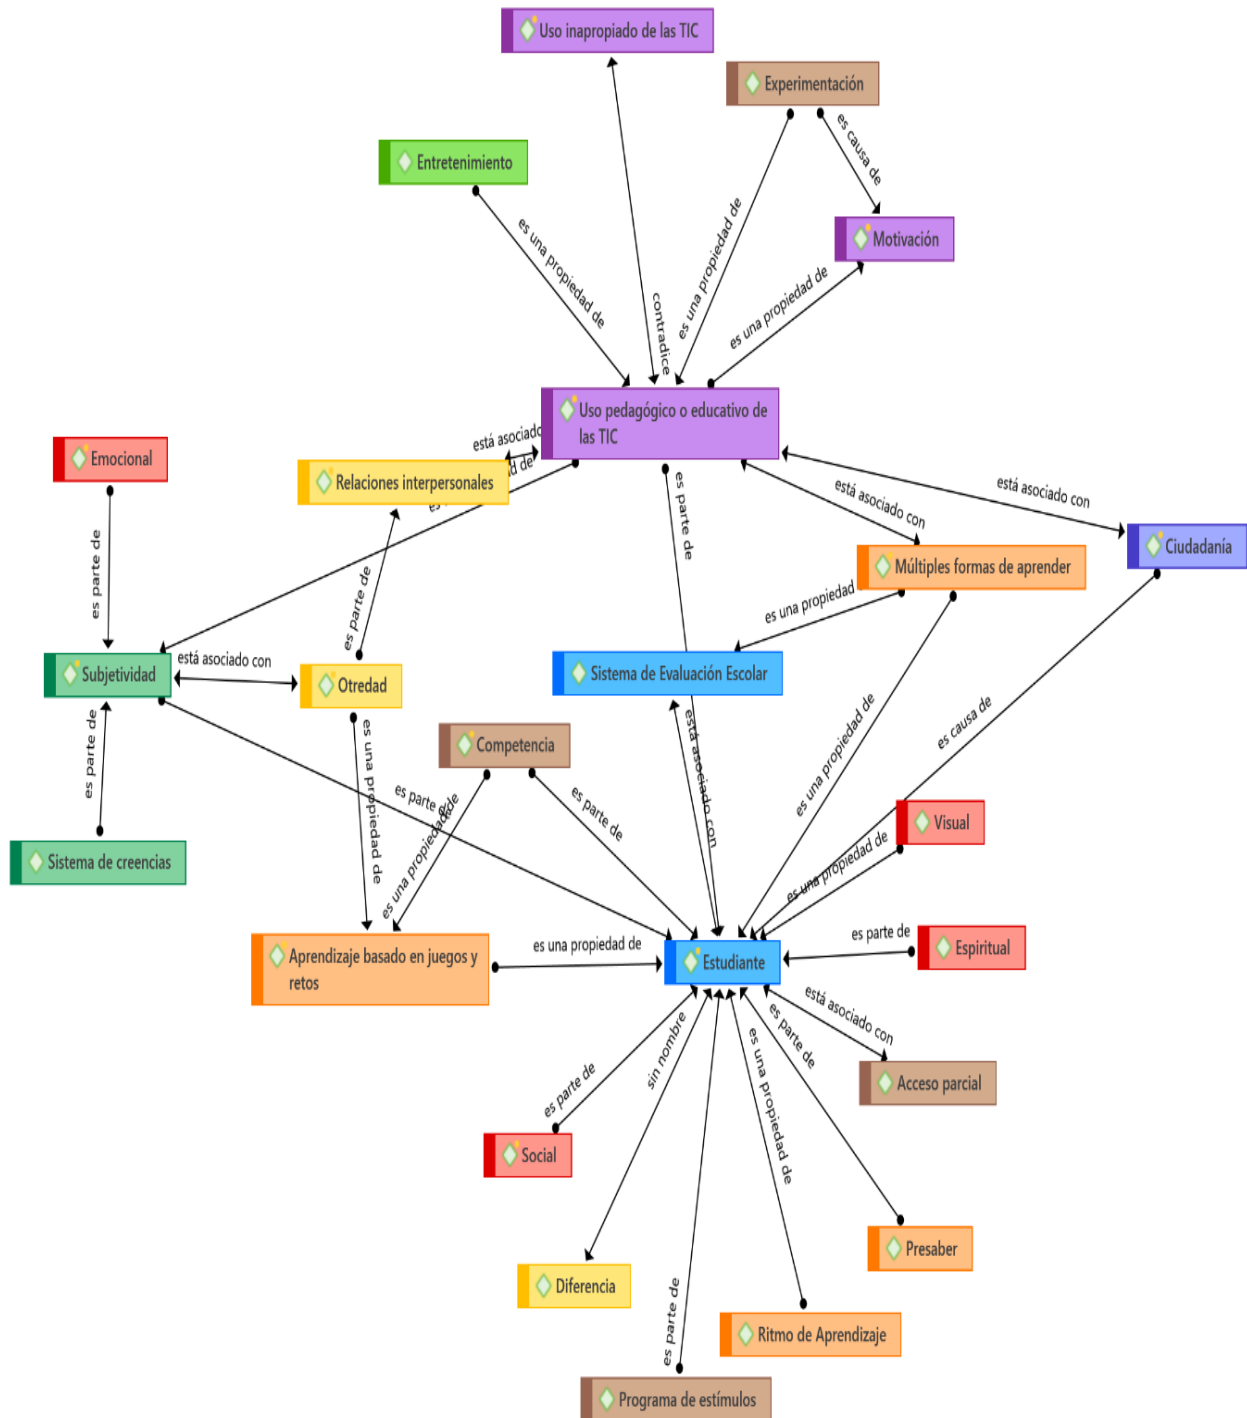 Uso inapropiado de las TIC
Experimentación
es causa de
Entretenimiento
Motivación
es una propiedad de
es una propiedad de
es una propiedad de
contradice
Uso pedagógico o educativo de
las TIC
está asociado
Emocional
Relaciones interpersonales
es
d de
es parte de
está asociado con
está asociado con
Ciudadanía
Múltiples formas de aprender
es parte de
es parte de
es una propiedad
está asociado con
Subjetividad
Otredad
Sistema de Evaluación Escolar
es parte de
es una propiedad de
Competencia
está asociado con
es una propiedad de
es causa de
es parte de
es parte de
es una propiedad de
Visual
es una propiedad de
Sistema de creencias
Aprendizaje basado en juegos y
retos
es una propiedad de
Estudiante
es parte de
Espiritual
está asociado con
sin nombre
es una propiedad de
es parte de
Acceso parcial
es parte de
Social
Presaber
Diferencia
es parte de
Ritmo de Aprendizaje
Programa de estímulos